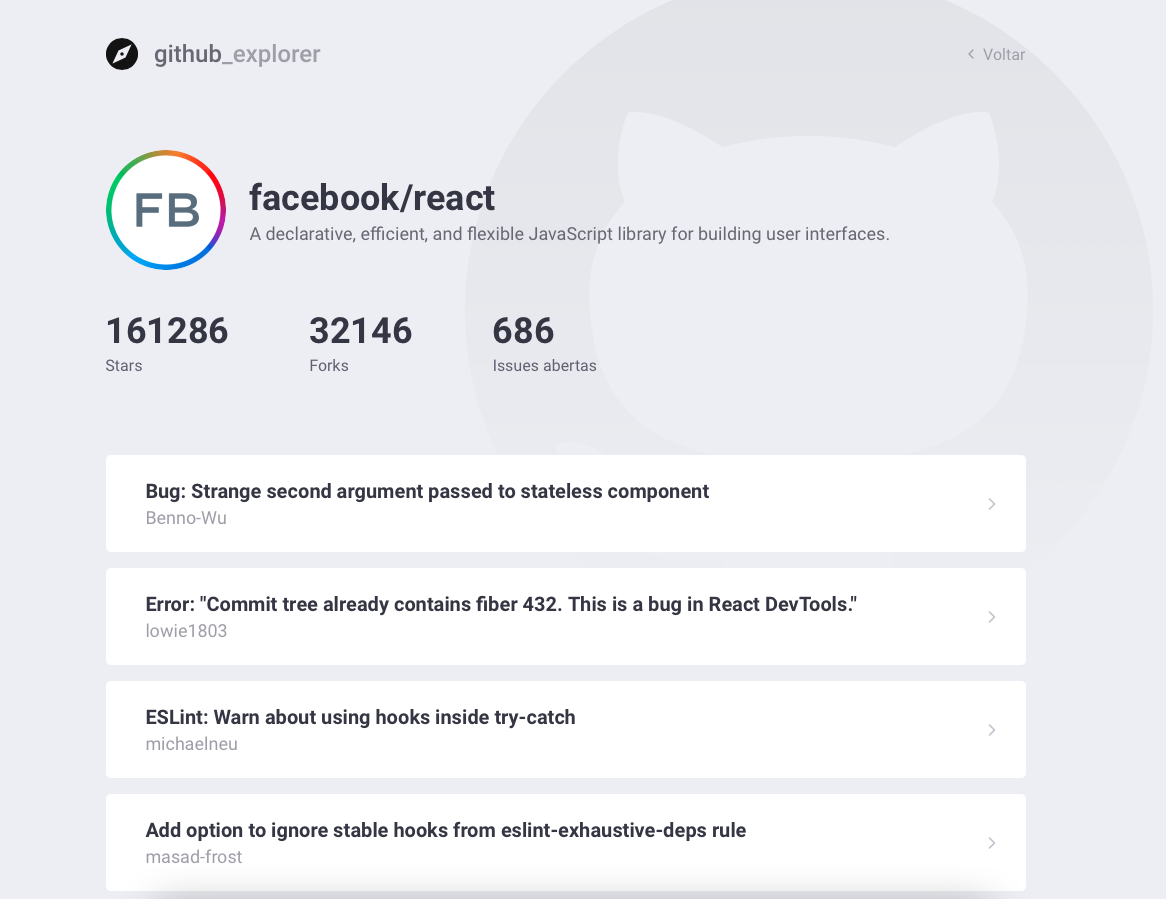 github_explorer
Voltar
FB
facebook/react
A declarative, efficient, and flexible JavaScript library for building user interfaces.
161286
32146
686
Stars
Forks
Issues abertas
Bug: Strange second argument passed to stateless component
Benno-Wu
Error: "Commit tree already contains fiber 432. This is a bug in React DevTools."
lowie1803
ESLint: Warn about using hooks inside try-catch
michaelneu
Add option to ignore stable hooks from eslint-exhaustive-deps rule
masad-frost